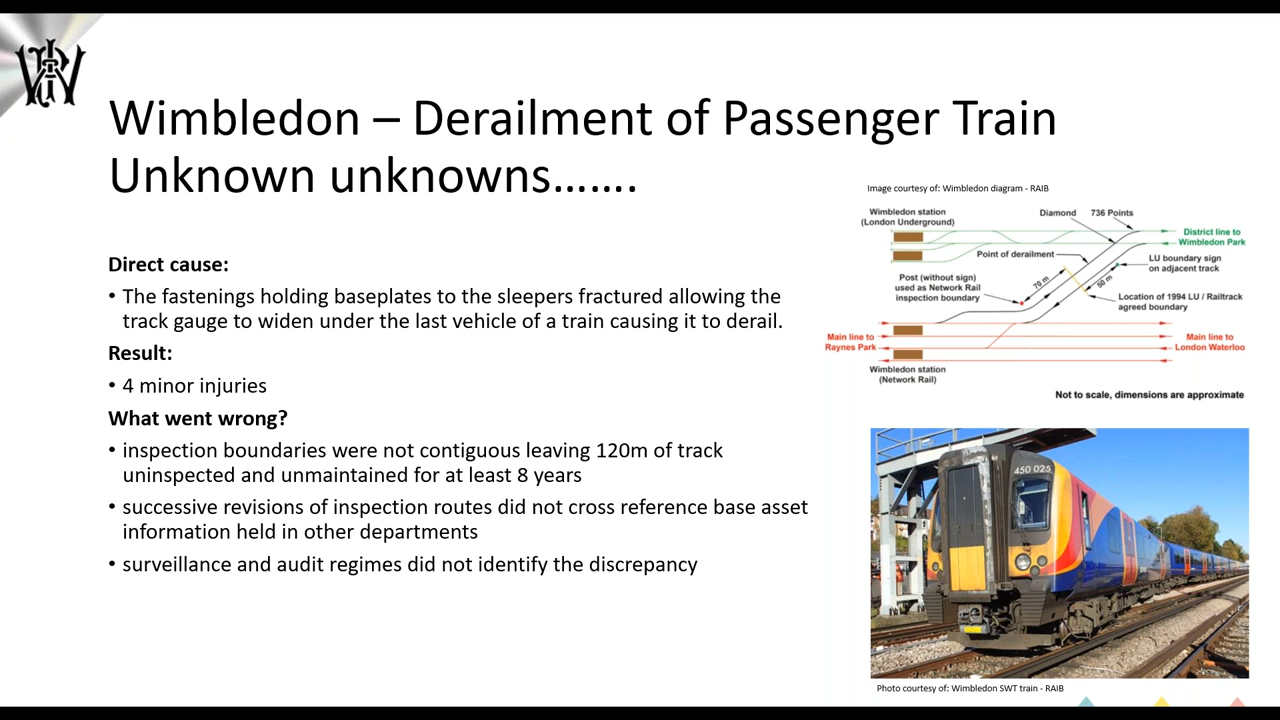 Wimbledon – Derailment of Passenger Train
Unknown unknowns…….
Direct cause:
• The fastenings holding baseplates to the sleepers fractured allowing the
track gauge to widen under the last vehicle of a train causing it to derail.
Result:
• 4 minor injuries
What went wrong?
• inspection boundaries were not contiguous leaving 120m of track
uninspected and unmaintained for at least 8 years
• successive revisions of inspection routes did not cross reference base asset
information held in other departments
• surveillance and audit regimes did not identify the discrepancy
Image courtesy of: Wimbledon diagram - RAIB
Wimbledon station
(London Underground)
Diamond
736 Points
District line to
Wimbledon Park
Point of derailment
LU boundary sign
on adjacent track
Post (without sign)
used as Network Rail
inspection boundary
70 m
50 m
Location of 1994 LU / Railtrack
agreed boundary
Main line to
Raynes Park
Main line to
London Waterloo
Wimbledon station
(Network Rail)
Not to scale, dimensions are approximate
450 025
Photo courtesy of: Wimbledon SWT train - RAIB